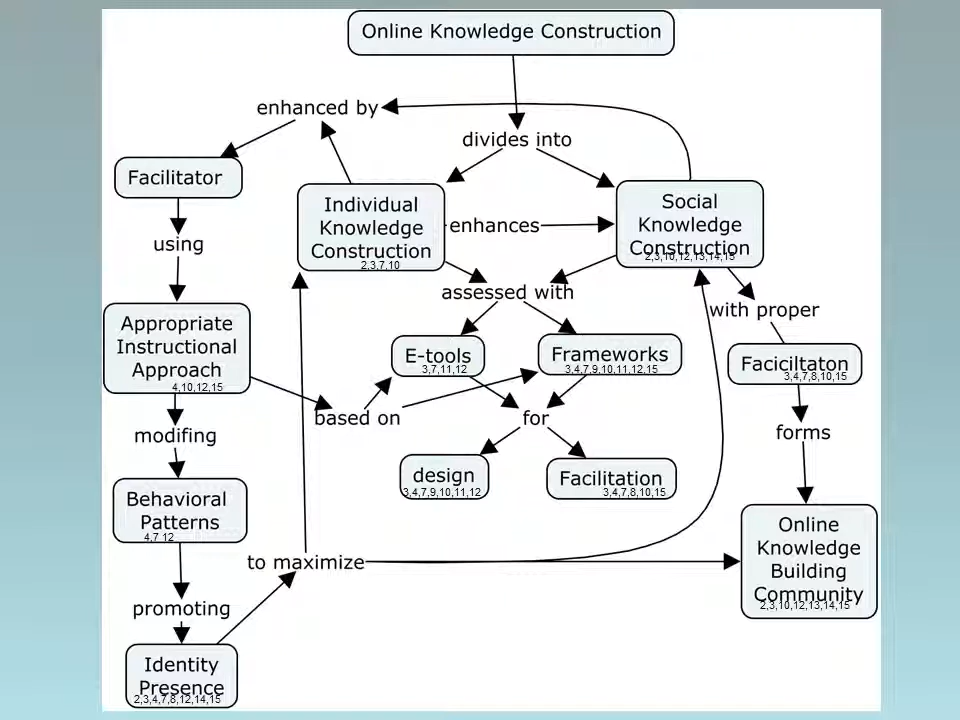 Online Knowledge Construction
enhanced by
divides into
Facilitator
Individual
Knowledge
Construction
2,3,7,10
enhances
Social
Knowledge
Construction
2,3,10,12,13,14,15
using
assessed with
with proper
Appropriate
Instructional
Approach
4,10,12,15
E-tools
3,7,11,12
Frameworks
3,4,7,9,10,11,12,15
Faciciltaton
3,4,7,8,10,15
based on
for
modifing
forms
design
3,4,7,9,10,11,12
Facilitation
3,4,7,8,10,15
Behavioral
Patterns
4,7 12
Online
Knowledge
Building
Community
2,3,10,12,13,14,15
to maximize
promoting
Identity
Presence
2,3,4,7,8,12,14,15